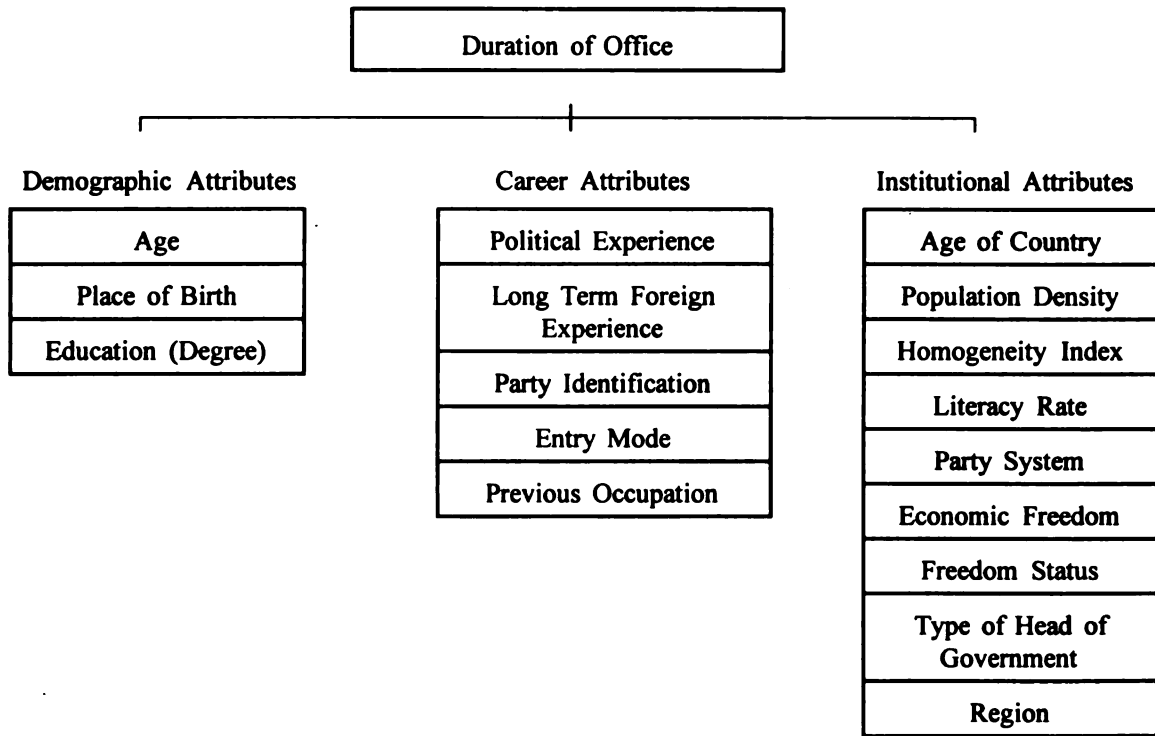 Duration of Office
Demographic Attributes
Age
Place of Birth
Education (Degree)
Career Attributes
Political Experience
Long Term Foreign
Experience
Party Identification
Entry Mode
Previous Occupation
Institutional Attributes
Age of Country
Population Density
Homogeneity Index
Literacy Rate
Party System
Economic Freedom
Freedom Status
Type of Head of
Government
Region